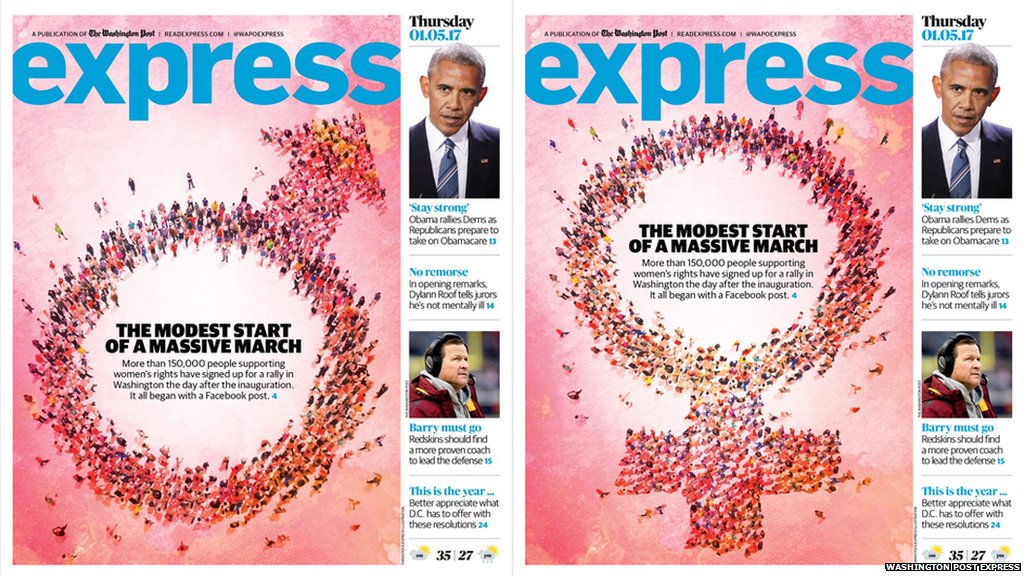 A PUBLICATION OF The Washington Post | READEXPRESS.COM | @WAPOEXPRESS
express
THE MODEST START
OF A MASSIVE MARCH
More than 150,000 people supporting
women's rights have signed up for a rally in
Washington the day after the inauguration.
It all began with a Facebook post. 4
Thursday
01.05.17
'Stay strong'
Obama rallies Dems as
Republicans prepare to
take on Obamacare 13
No remorse
In opening remarks,
Dylann Roof tells jurors
he's not mentally ill 14
Barry must go
Redskins should find
a more proven coach
to lead the defense 15
This is the year ...
Better appreciate what
D.C. has to offer with
these resolutions 24
am 35 | 27 pm
A PUBLICATION OF The Washington Post | READEXPRESS.COM | @WAPOEXPRESS
express
THE MODEST START
OF A MASSIVE MARCH
More than 150,000 people supporting
women's rights have signed up for a rally in
Washington the day after the inauguration.
It all began with a Facebook post. 4
Thursday
01.05.17
'Stay strong'
Obama rallies Dems as
Republicans prepare to
take on Obamacare 13
No remorse
In opening remarks,
Dylann Roof tells jurors
he's not mentally ill 14
Barry must go
Redskins should find
a more proven coach
to lead the defense 15
This is the year ...
Better appreciate what
D.C. has to offer with
these resolutions 24
am 35 | 27 pm
WASHINGTON POST EXPRESS